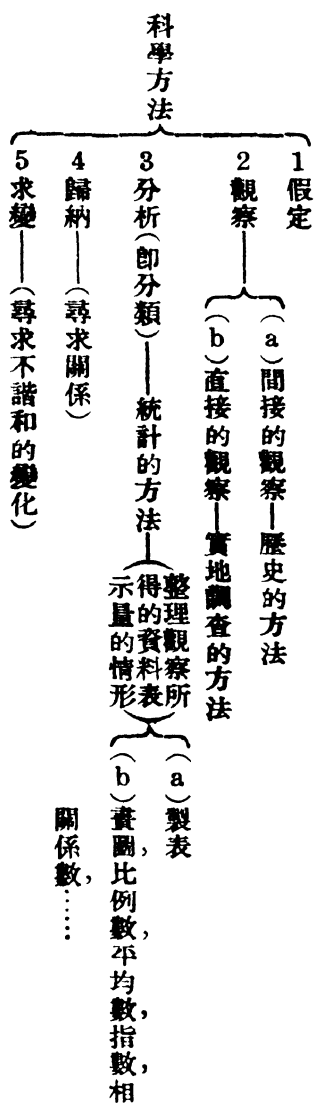 科學方法
1假定
2觀察
(a)間接的觀察—歷史的方法
(b)直接的觀察—實地調查的方法
3分析(即分類)——統計的方法
(整理觀察所
得的資料表
示量的情形)
(a)製表
(b)畫圖,比例數,平均數,指數,相
關係數,……
4歸納——(尋求關係)
5求變——(尋求不諧和的變化)